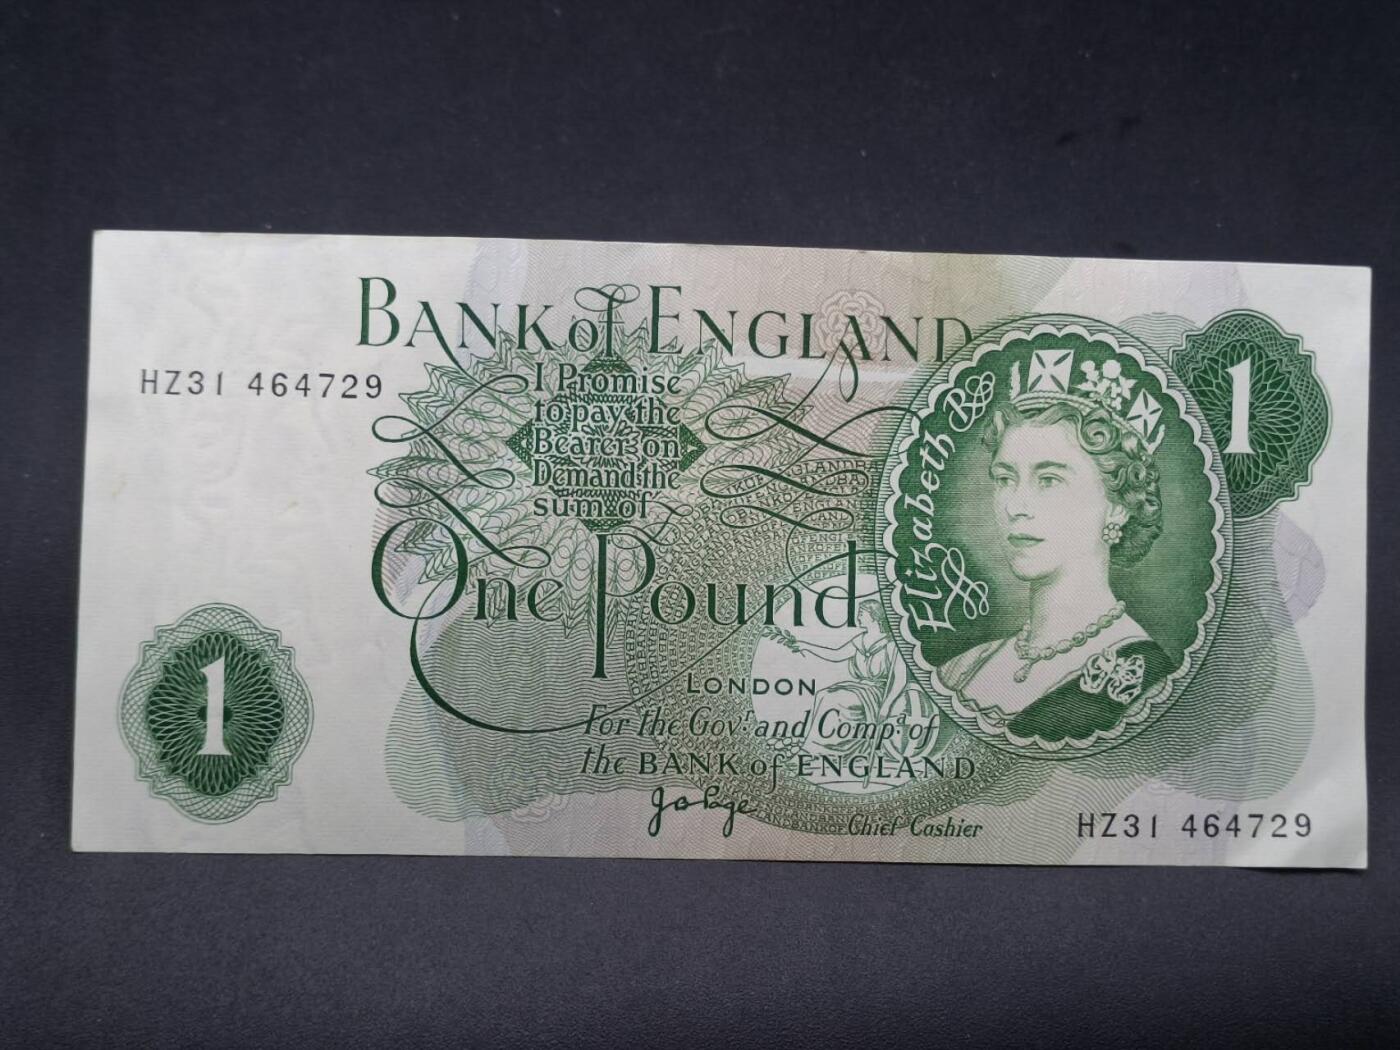 BANK of ENGLAND
HZ31 464729
I Promise
to pay the
Bearer on
Demand the
sum of
One Pound
LONDON
For the Govr. and Compa. of
the BANK of ENGLAND
Chief Cashier
Elizabeth R
1
1
HZ31 464729